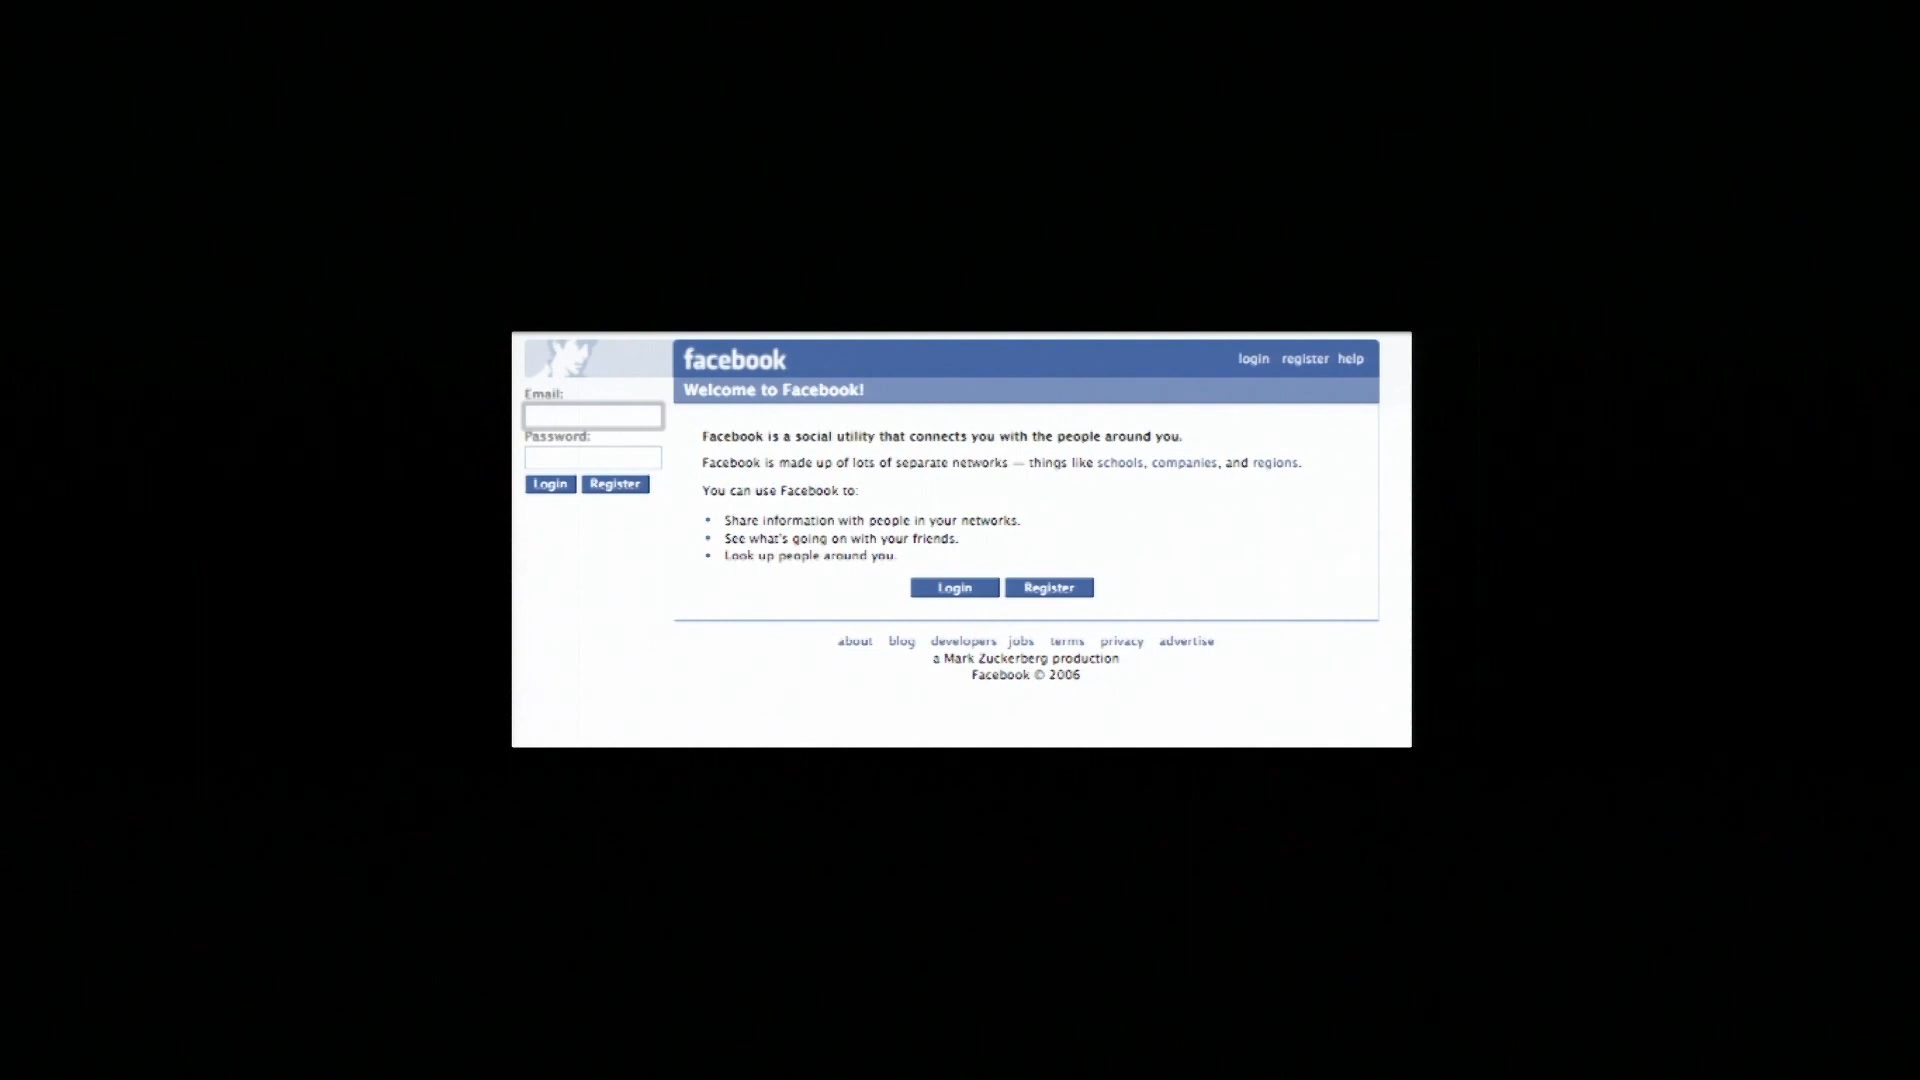 facebook
login register help
Welcome to Facebook!
Email:
Password:
Login Register
Facebook is a social utility that connects you with the people around you.
Facebook is made up of lots of separate networks — things like schools, companies, and regions.
You can use Facebook to:
• Share information with people in your networks.
• See what's going on with your friends.
• Look up people around you.
Login Register
about blog developers jobs terms privacy advertise
a Mark Zuckerberg production
Facebook © 2006